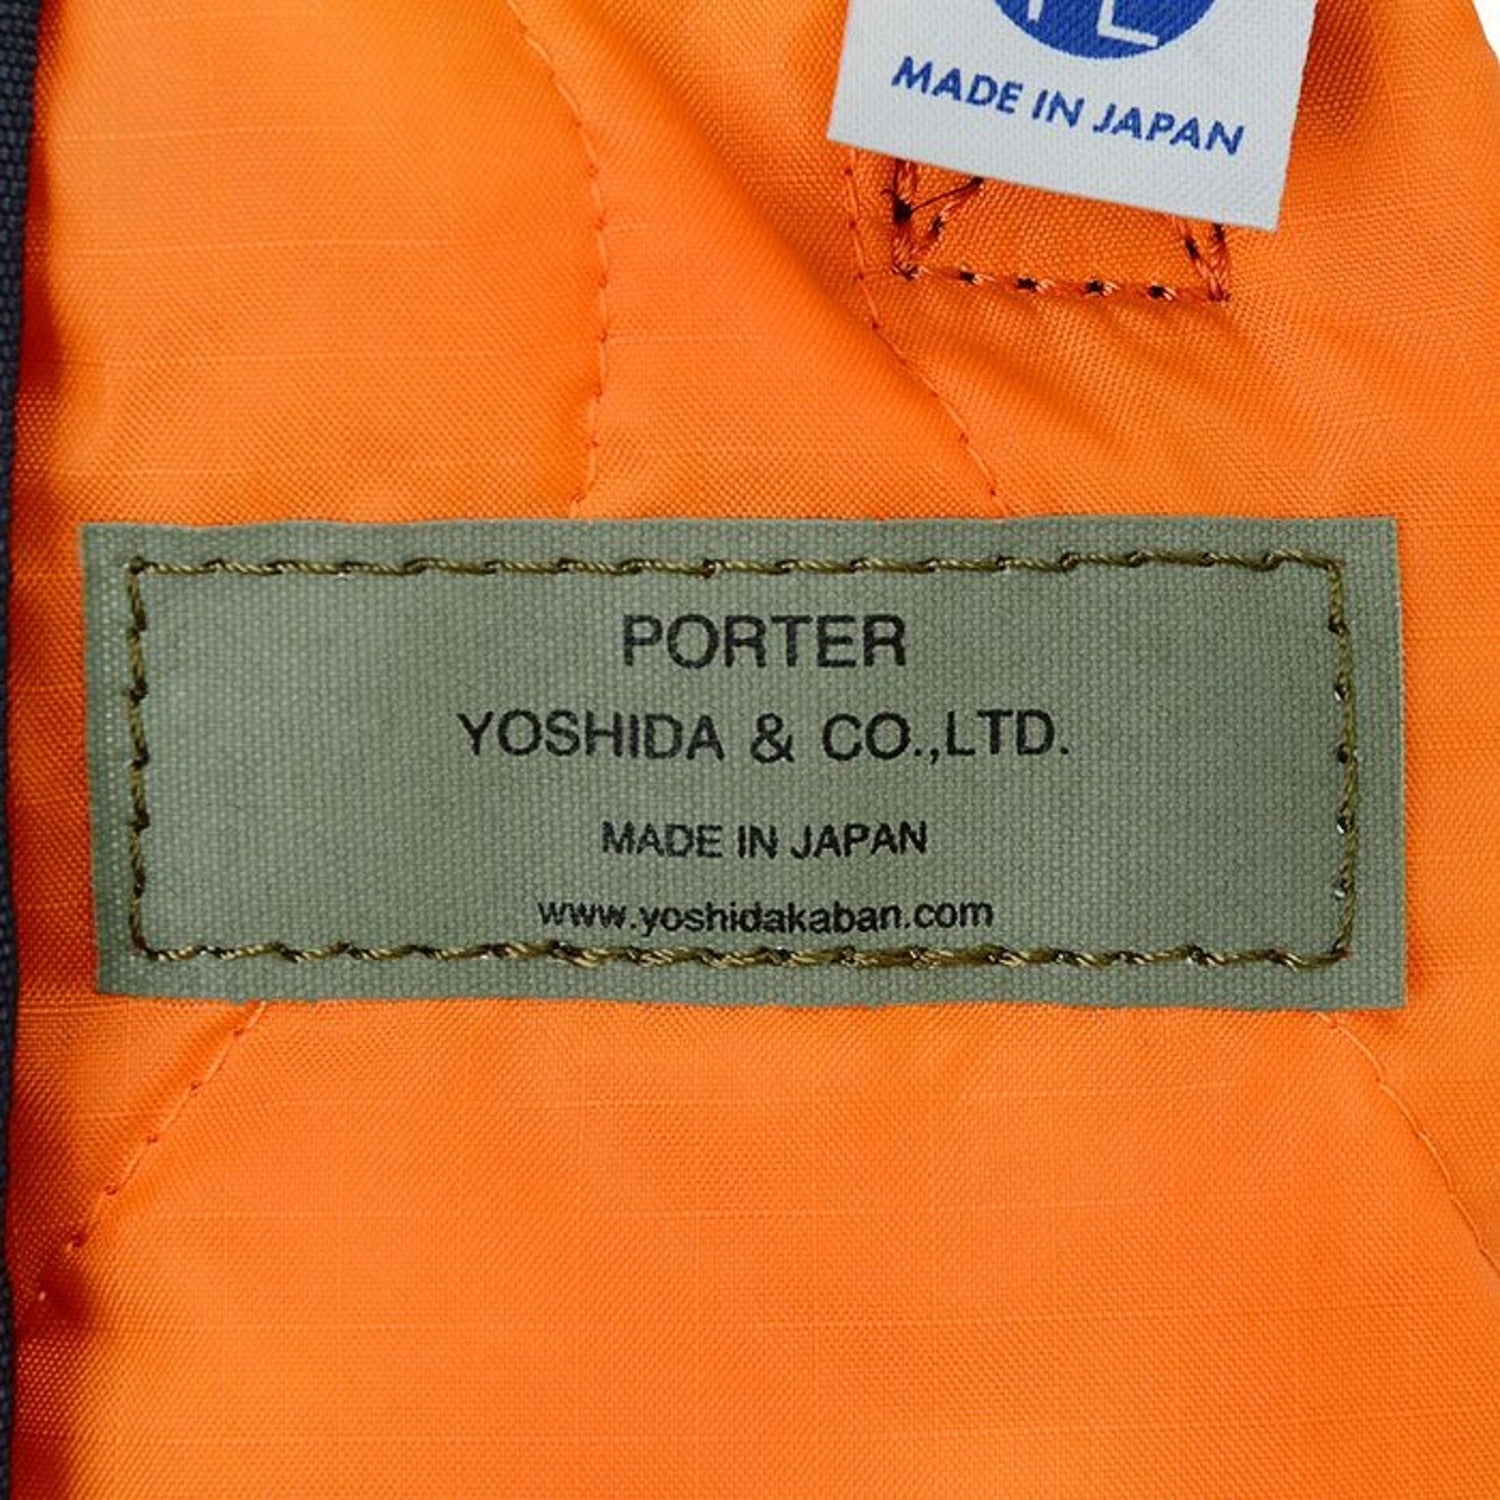 MADE IN JAPAN
PORTER
YOSHIDA & CO.,LTD.
MADE IN JAPAN
www.yoshidakaban.com